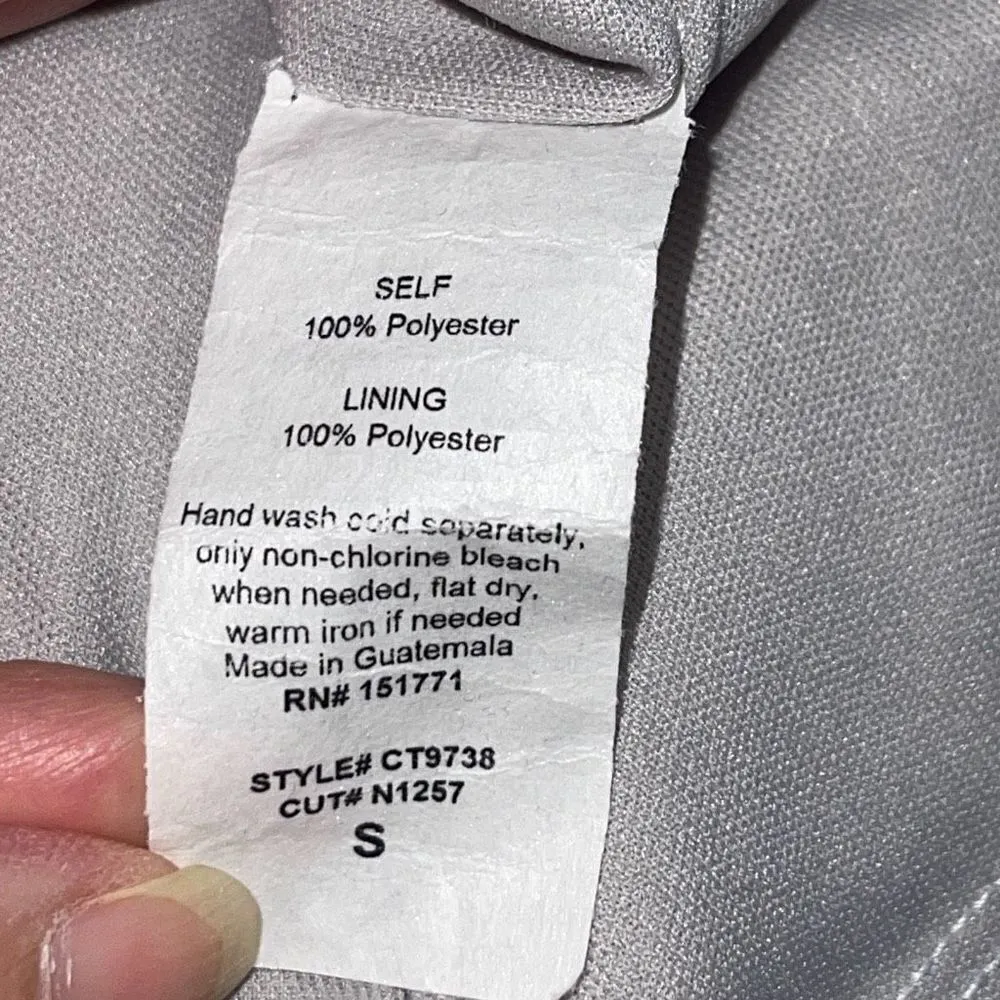 SELF
100% Polyester
LINING
100% Polyester
Hand wash cold separately,
only non-chlorine bleach
when needed, flat dry,
warm iron if needed
Made in Guatemala
RN# 151771
STYLE# CT9738
CUT# N1257
S